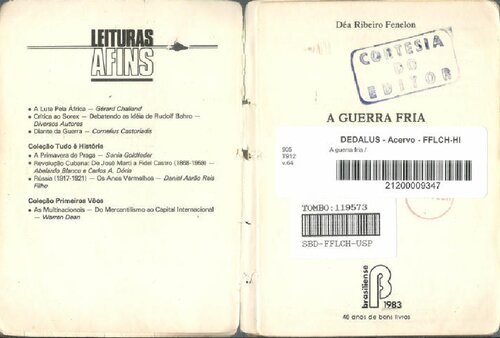 LEITURAS
AFINS
• A Luta Pela África — Gérard Chaliand
• Crítica ao Sorex — Debatendo as Idéia de Rudolf Bahro —
Diversos Autores
• Diante da Guerra — Cornelius Castoriadis
Coleção Tudo é História
• A Primavera de Praga — Sonia Goldfeder
• Revolução Cubana: De José Martí a Fidel Castro (1868-1959) —
Abelardo Blanco e Carlos A. Dória
• Rússia (1917-1921) — Os Anos Vermelhos — Daniel Aarão Reis
Filho
Coleção Primeiros Vôos
• As Multinacionais — Do Mercantilismo ao Capital Internacional
— Warren Dean
Déa Ribeiro Fenelon
CORTESIA
DO
EDITOR
A GUERRA FRIA
DEDALUS - Acervo - FFLCH-HI
A guerra fria /
T912
v.64
21200009347
TOMBO:119573
SBD-FFLCH-USP
brasiliense
1983
40 anos de bons livros